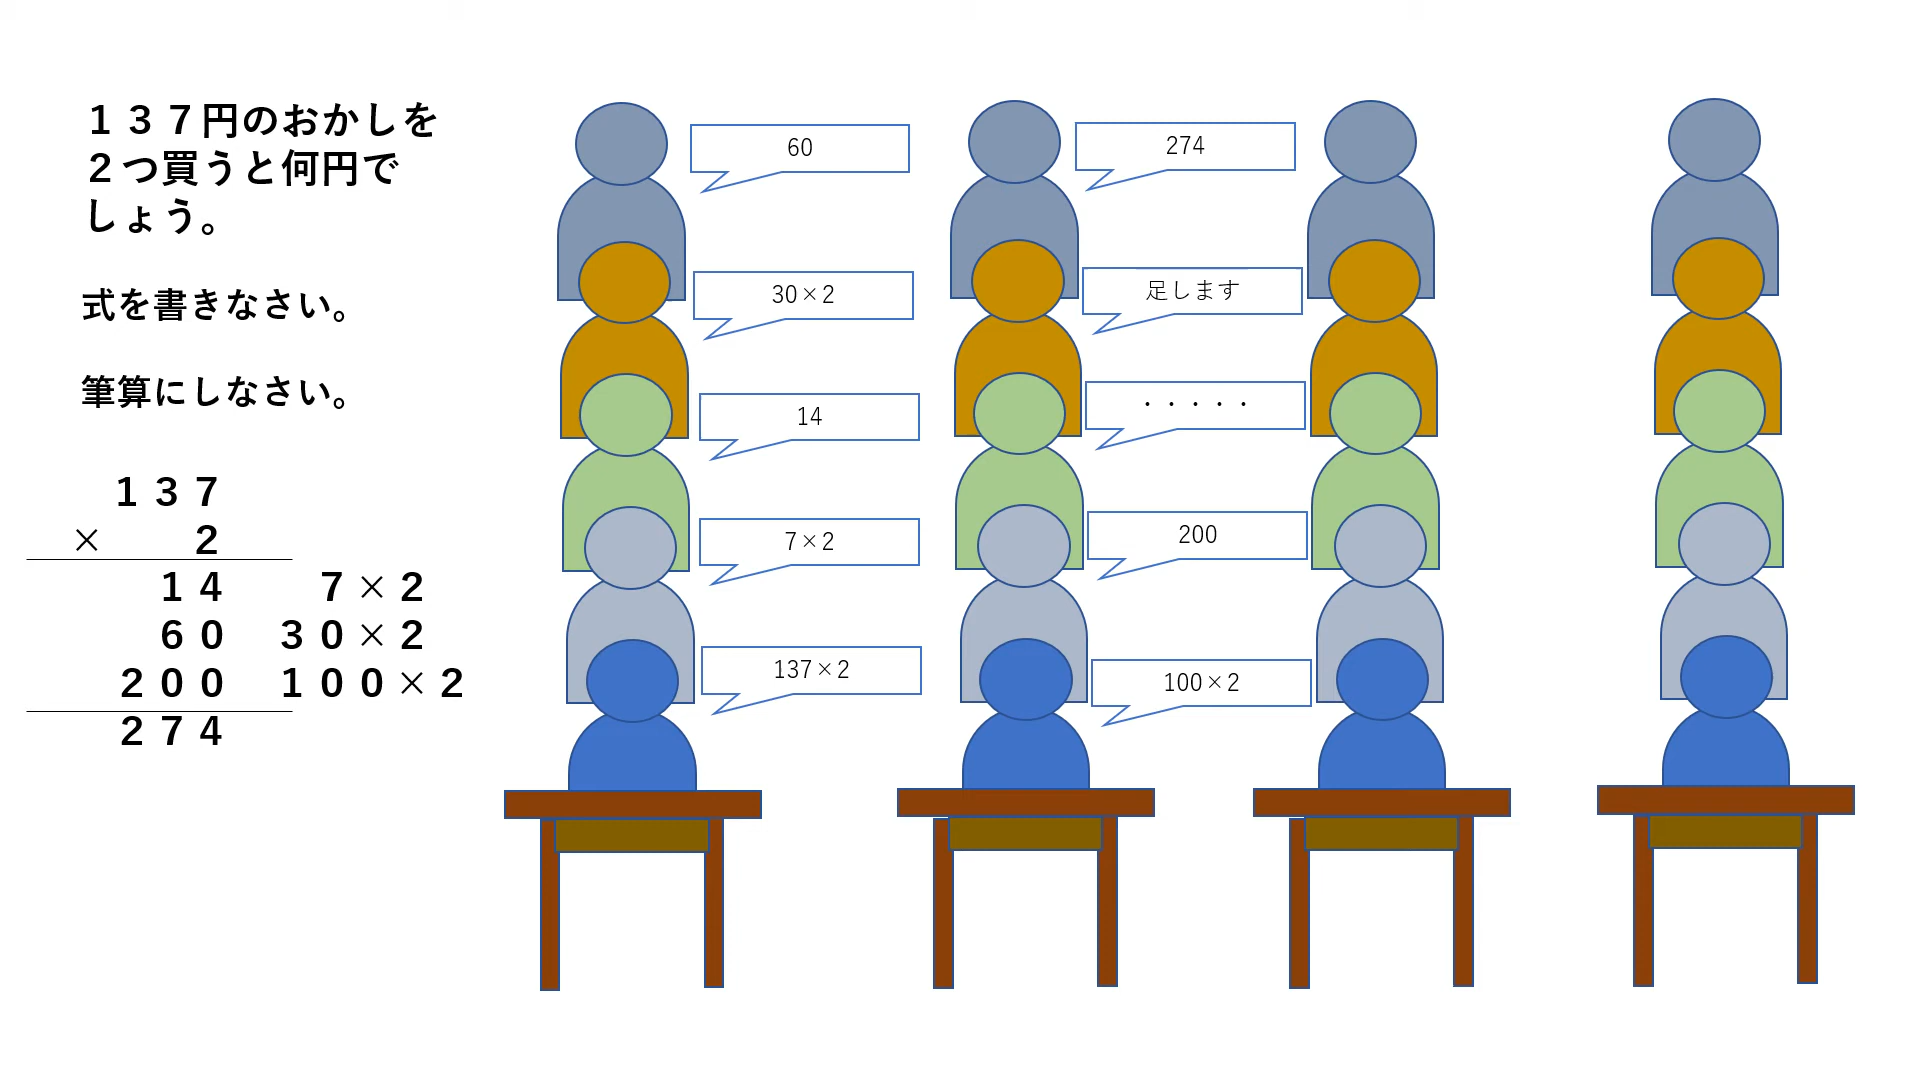 １３７円のおかしを
２つ買うと何円で
しょう。
式を書きなさい。
筆算にしなさい。
１３７
×　　２
１４　　７×２
６０　３０×２
２００　１００×２
２７４
60
30×2
14
7×2
137×2
274
足します
・・・・・
200
100×2